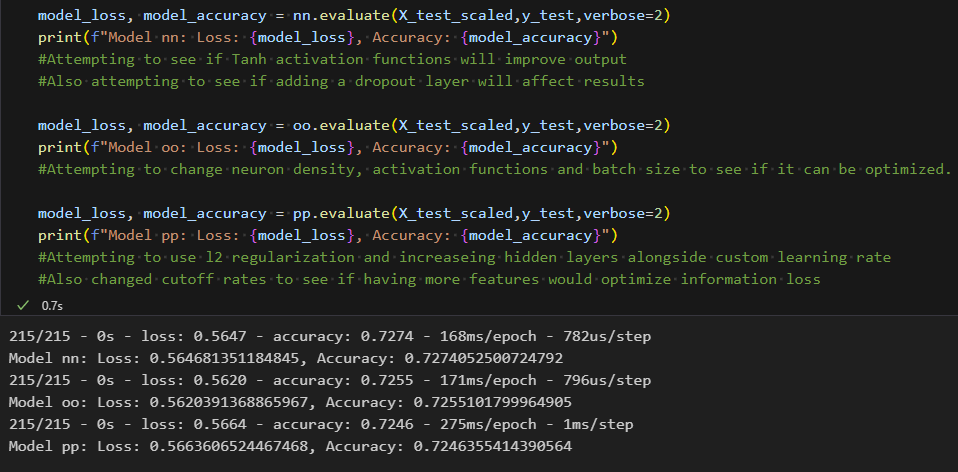 model_loss, model_accuracy = nn.evaluate(X_test_scaled,y_test,verbose=2)
print(f"Model nn: Loss: {model_loss}, Accuracy: {model_accuracy}")
#Attempting to see if Tanh activation functions will improve output
#Also attempting to see if adding a dropout layer will affect results
model_loss, model_accuracy = oo.evaluate(X_test_scaled,y_test,verbose=2)
print(f"Model oo: Loss: {model_loss}, Accuracy: {model_accuracy}")
#Attempting to change neuron density, activation functions and batch size to see if it can be optimized.
model_loss, model_accuracy = pp.evaluate(X_test_scaled,y_test,verbose=2)
print(f"Model pp: Loss: {model_loss}, Accuracy: {model_accuracy}")
#Attempting to use l2 regularization and increaseing hidden layers alongside custom learning rate
#Also changed cutoff rates to see if having more features would optimize information loss
0.7s
215/215 - 0s - loss: 0.5647 - accuracy: 0.7274 - 168ms/epoch - 782us/step
Model nn: Loss: 0.564681351184845, Accuracy: 0.7274052500724792
215/215 - 0s - loss: 0.5620 - accuracy: 0.7255 - 171ms/epoch - 796us/step
Model oo: Loss: 0.5620391368865967, Accuracy: 0.7255101799964905
215/215 - 0s - loss: 0.5664 - accuracy: 0.7246 - 275ms/epoch - 1ms/step
Model pp: Loss: 0.5663606524467468, Accuracy: 0.7246355414390564